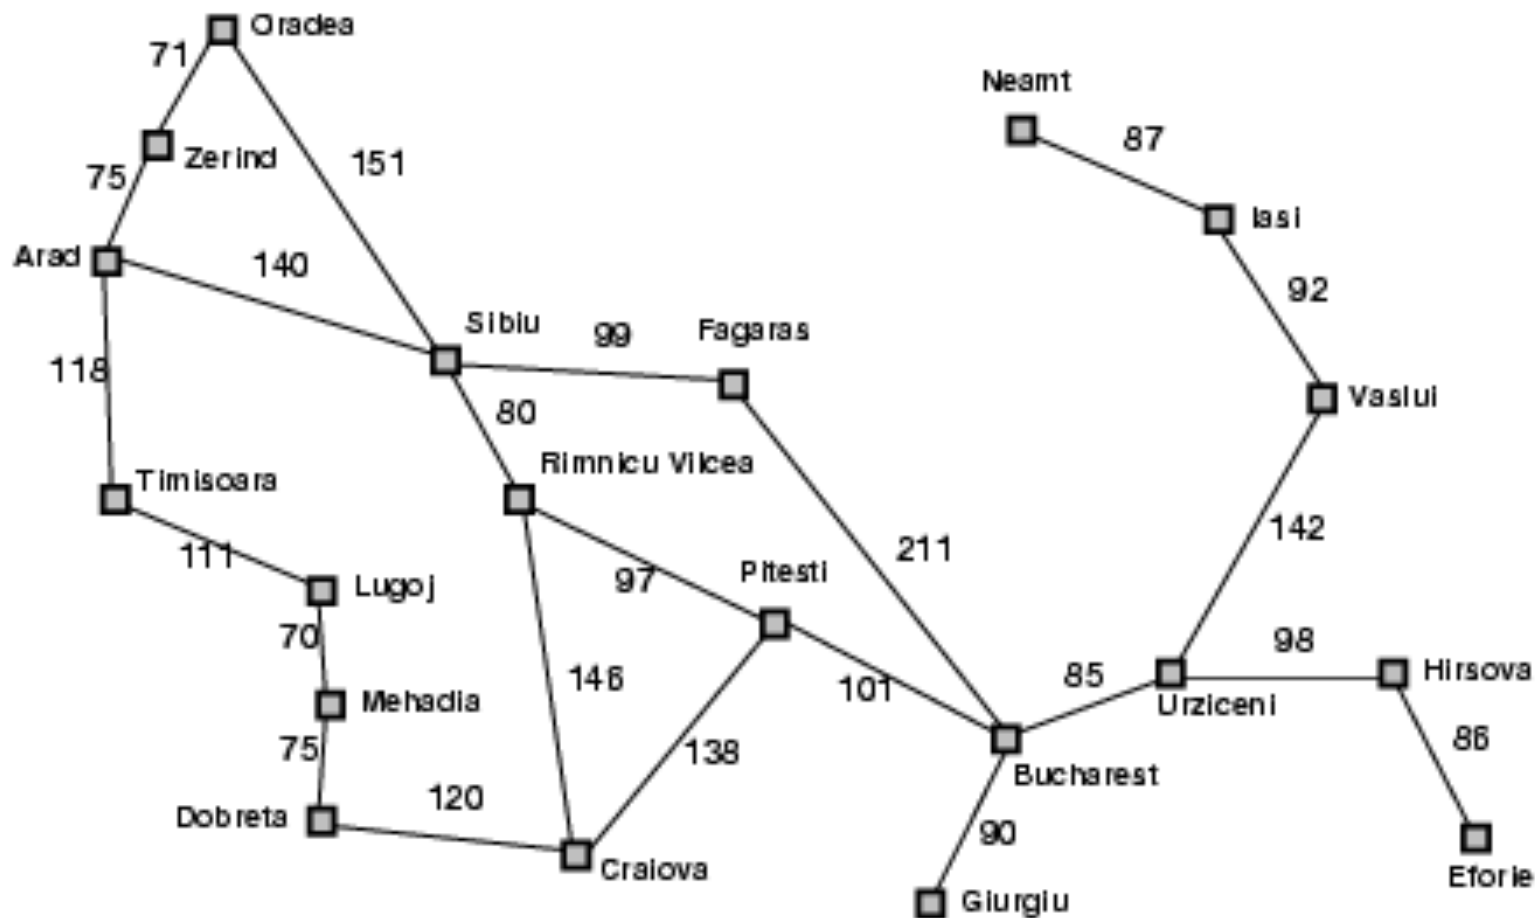 Oradea
71
Neamt
87
Zerind
151
75
Iasi
Arad
140
92
Sibiu
99
Fagaras
118
80
Vaslui
Rimnicu Vilcea
Timisoara
142
111
211
97
Pitesti
Lugoj
70
98
146
85
Hirsova
101
Mehadia
Urziceni
75
138
86
Bucharest
120
Dobreta
90
Craiova
Eforie
Giurgiu